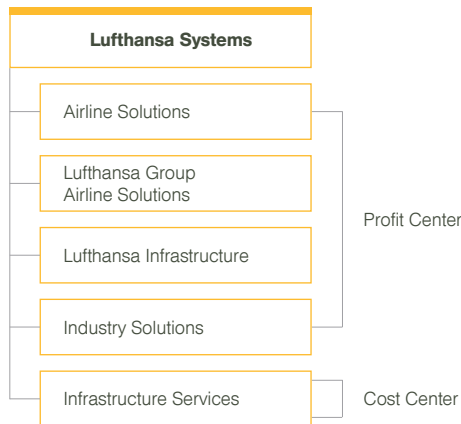 Lufthansa Systems
Airline Solutions
Lufthansa Group
Airline Solutions
Profit Center
Lufthansa Infrastructure
Industry Solutions
Infrastructure Services
Cost Center